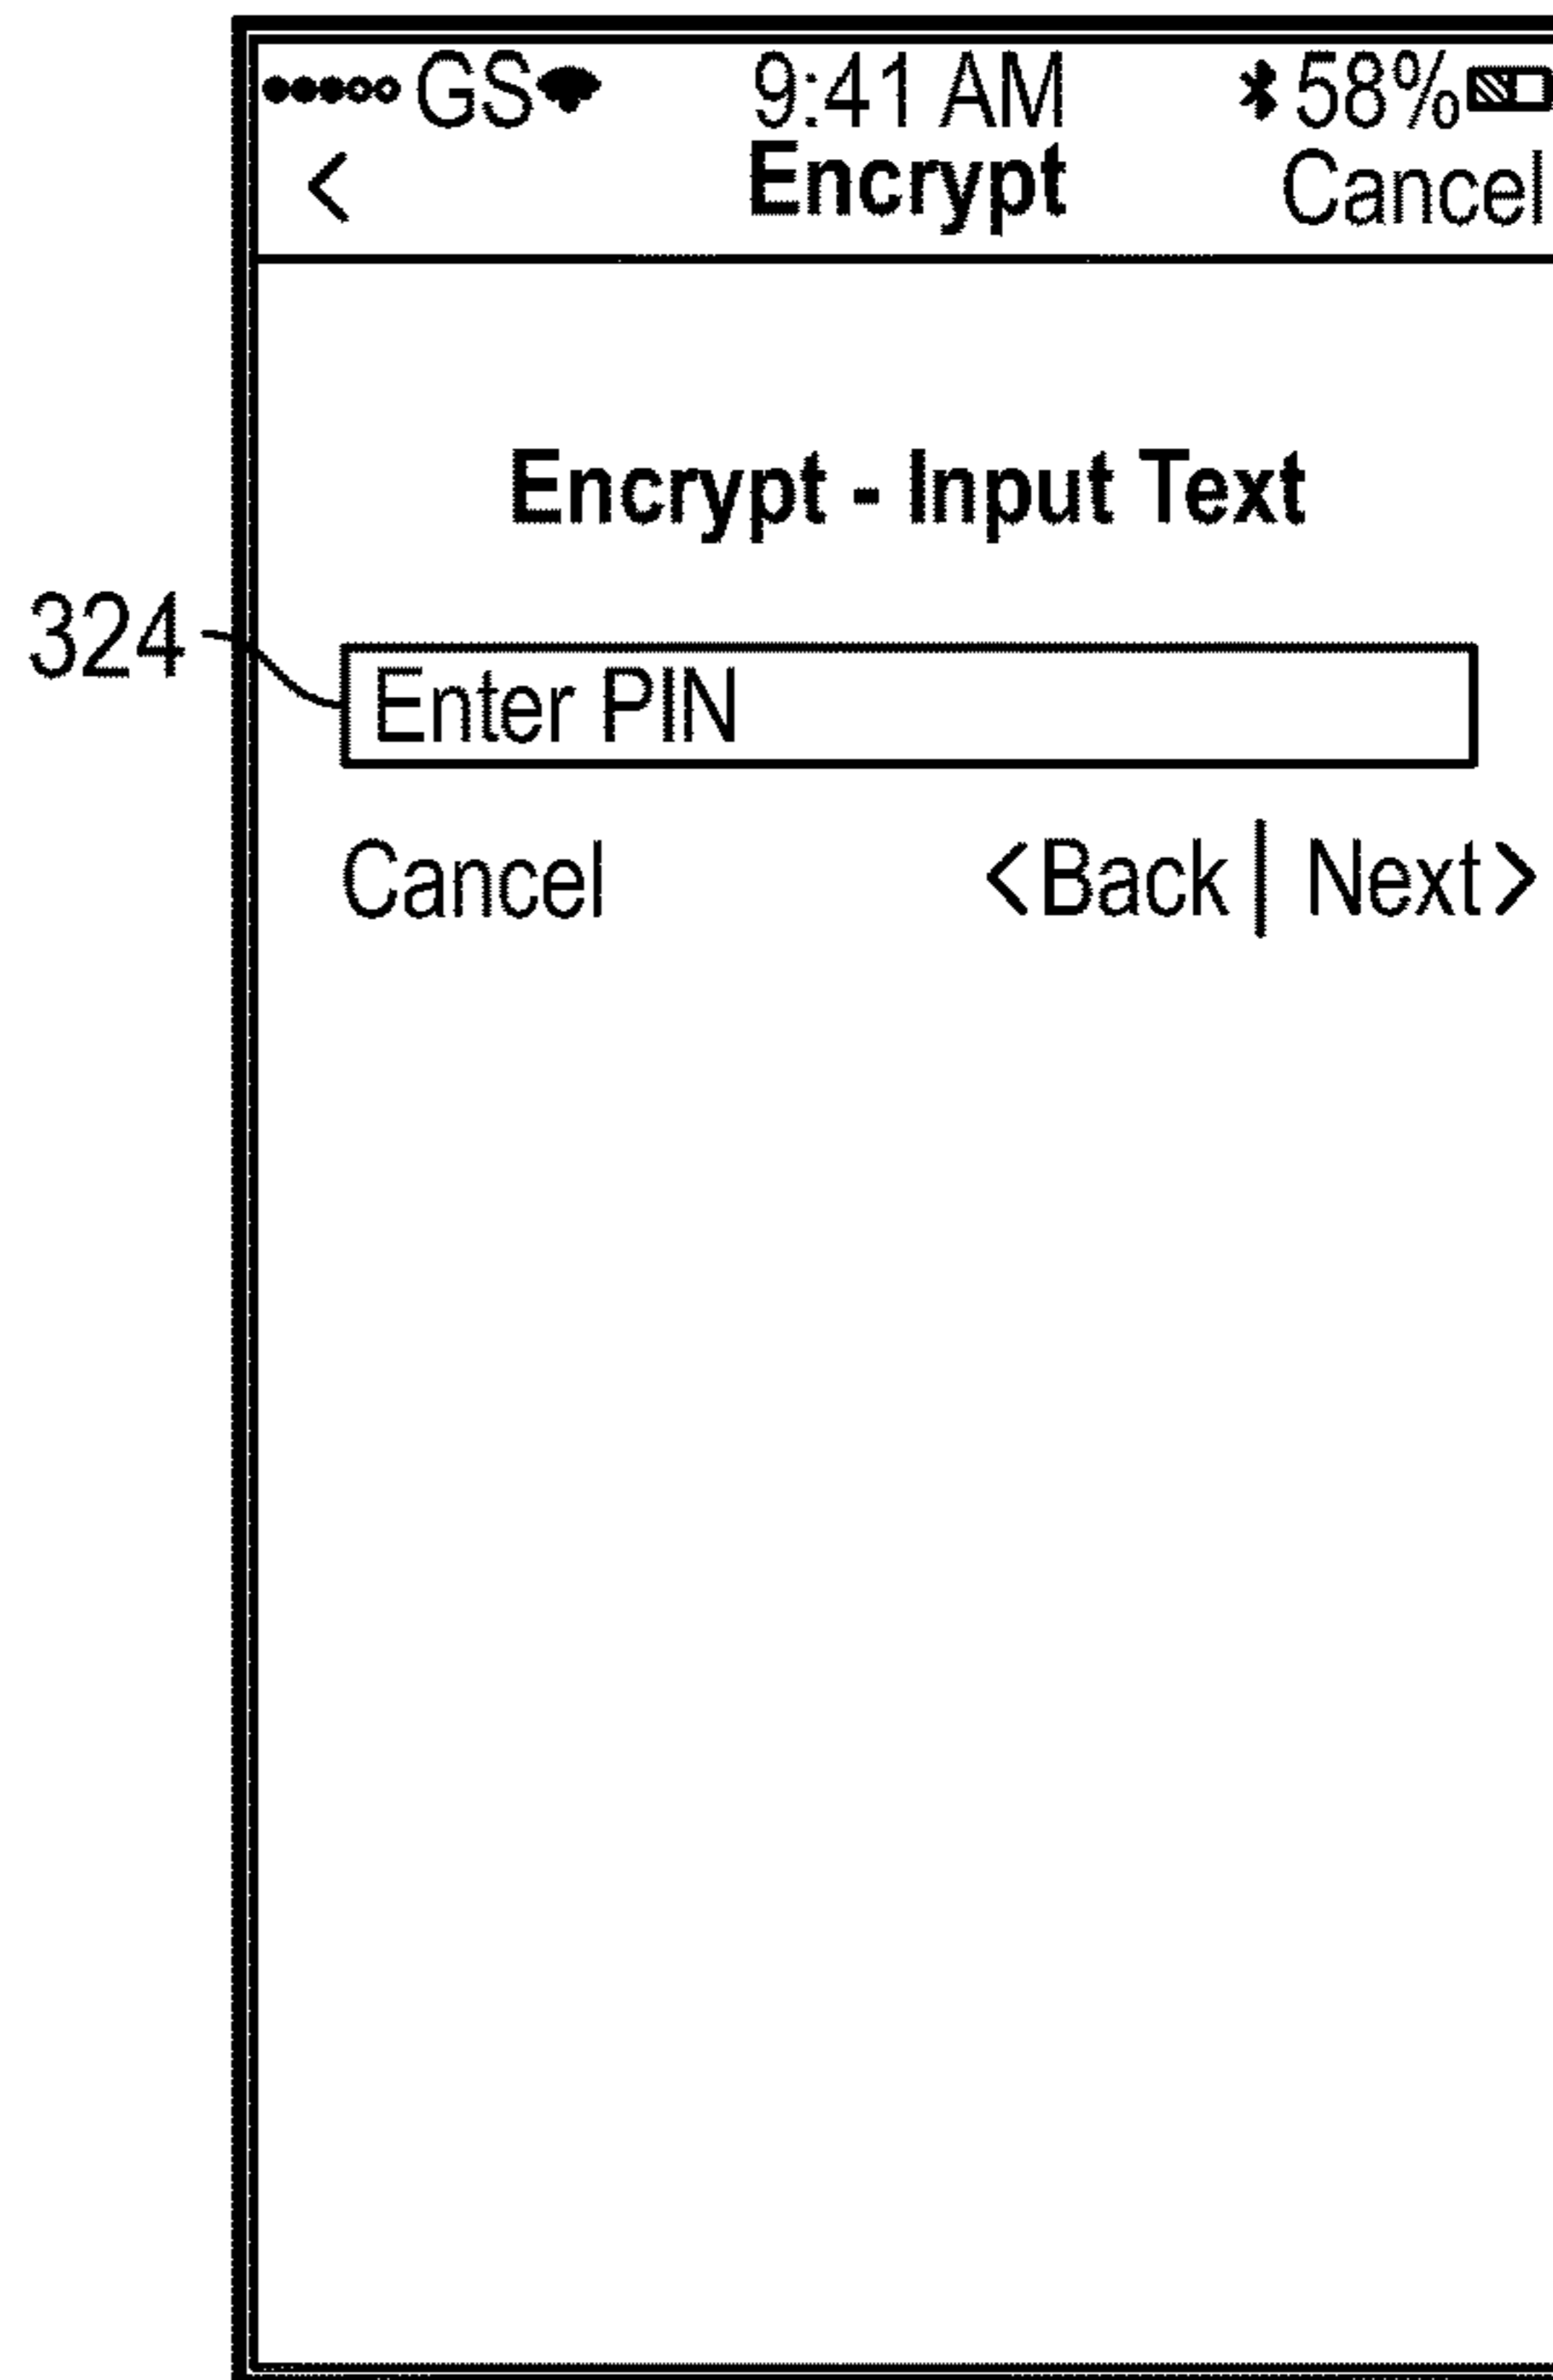 GS 9:41 AM 58%
< Encrypt Cancel
Encrypt - Input Text
324
Enter PIN
Cancel <Back | Next>